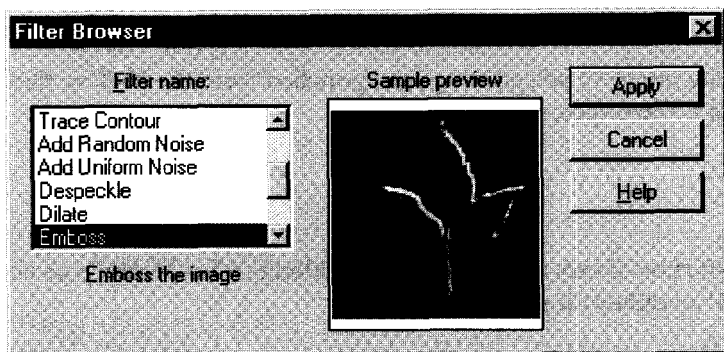 Filter Browser
Filter name:
Trace Contour
Add Random Noise
Add Uniform Noise
Despeckle
Dilate
Emboss
Emboss the image
Sample preview
Apply
Cancel
Help